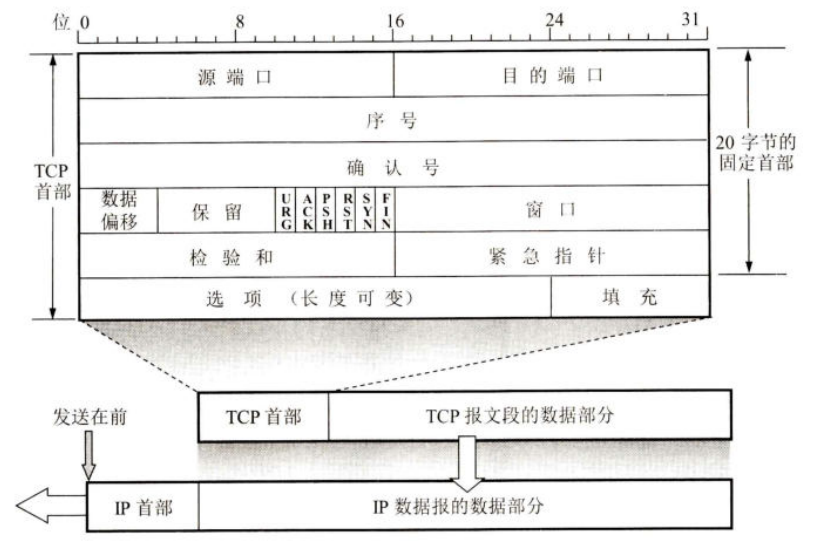 位 0 8 16 24 31
源端口 目的端口
序号
TCP
首部
20 字节的
固定首部
确认号
数据
偏移
保留
URG
ACK
PSH
RST
SYN
FIN
窗口
检验和 紧急指针
选项 (长度可变) 填充
发送在前
TCP 首部 TCP 报文段的数据部分
IP 首部 IP 数据报的数据部分